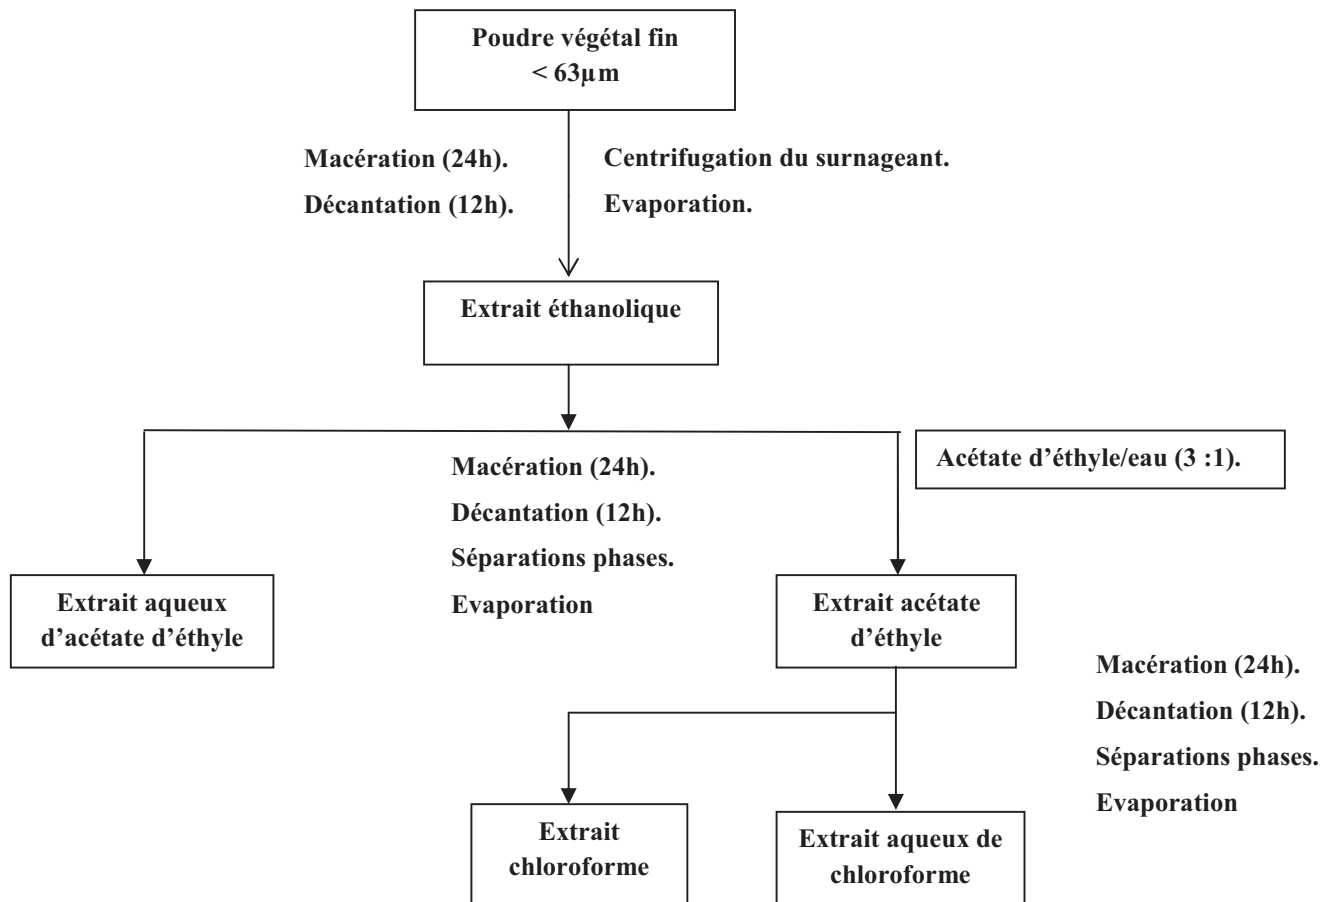 Poudre végétal fin
< 63µm
Macération (24h).
Centrifugation du surnageant.
Décantation (12h).
Evaporation.
Extrait éthanolique
Acétate d'éthyle/eau (3 :1).
Macération (24h).
Décantation (12h).
Séparations phases.
Evaporation
Extrait aqueux
d'acétate d'éthyle
Extrait acétate
d'éthyle
Macération (24h).
Décantation (12h).
Séparations phases.
Evaporation
Extrait
chloroforme
Extrait aqueux de
chloroforme